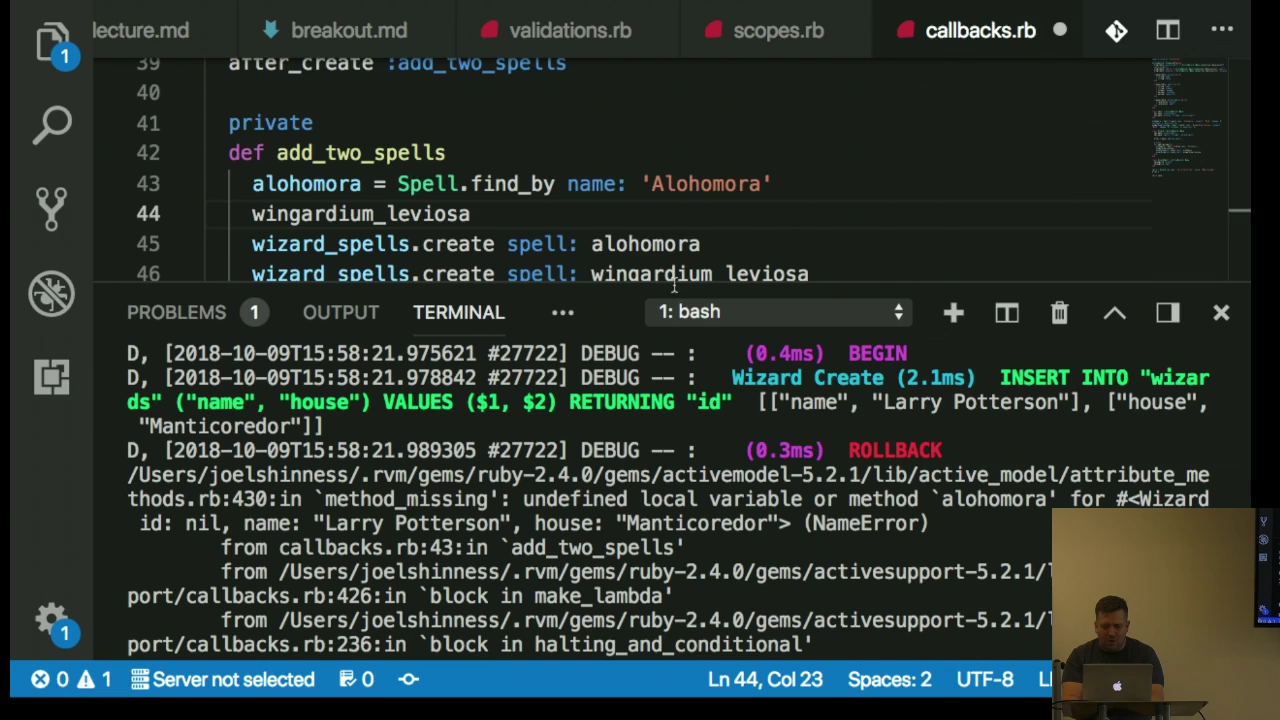 lecture.md breakout.md validations.rb scopes.rb callbacks.rb
1
39 after_create :add_two_spells
40
41 private
42 def add_two_spells
43 alohomora = Spell.find_by name: 'Alohomora'
44 wingardium_leviosa
45 wizard_spells.create spell: alohomora
46 wizard_spells.create spell: wingardium_leviosa
PROBLEMS 1 OUTPUT TERMINAL ••• 1: bash
D, [2018-10-09T15:58:21.975621 #27722] DEBUG -- : (0.4ms) BEGIN
D, [2018-10-09T15:58:21.978842 #27722] DEBUG -- : Wizard Create (2.1ms) INSERT INTO "wizar
ds" ("name", "house") VALUES ($1, $2) RETURNING "id" [["name", "Larry Potterson"], ["house",
"Manticoredor"]]
D, [2018-10-09T15:58:21.989305 #27722] DEBUG -- : (0.3ms) ROLLBACK
/Users/joelshinness/.rvm/gems/ruby-2.4.0/gems/activemodel-5.2.1/lib/active_model/attribute_me
thods.rb:430:in `method_missing': undefined local variable or method `alohomora' for #<Wizard
id: nil, name: "Larry Potterson", house: "Manticoredor"> (NameError)
from callbacks.rb:43:in `add_two_spells'
from /Users/joelshinness/.rvm/gems/ruby-2.4.0/gems/activesupport-5.2.1/l
port/callbacks.rb:426:in `block in make_lambda'
from /Users/joelshinness/.rvm/gems/ruby-2.4.0/gems/activesupport-5.2.1/l
port/callbacks.rb:236:in `block in halting_and_conditional'
1
0 1 Server not selected 0 Ln 44, Col 23 Spaces: 2 UTF-8